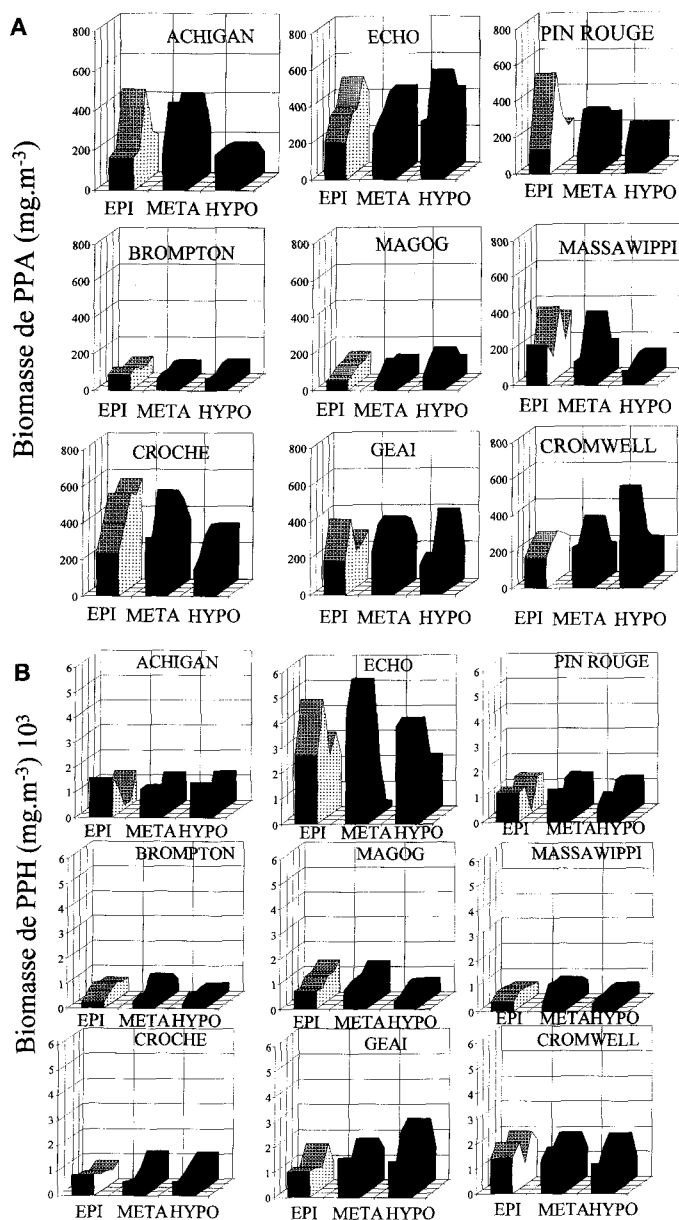 A
Biomasse de PPA (mg.m⁻³)
ACHIGAN
800
600
400
200
0
EPI META HYPO
ECHO
800
600
400
200
0
EPI META HYPO
PIN ROUGE
800
600
400
200
0
EPI META HYPO
BROMPTON
800
600
400
200
0
EPI META HYPO
MAGOG
800
600
400
200
0
EPI META HYPO
MASSAWIPPI
800
600
400
200
0
EPI META HYPO
CROCHE
800
600
400
200
0
EPI META HYPO
GEAI
800
600
400
200
0
EPI META HYPO
CROMWELL
800
600
400
200
0
EPI META HYPO
B
Biomasse de PPH (mg.m⁻³) 10³
ACHIGAN
6
5
4
3
2
1
0
EPI META HYPO
ECHO
6
5
4
3
2
1
0
EPI META HYPO
PIN ROUGE
6
5
4
3
2
1
0
EPI META HYPO
BROMPTON
6
5
4
3
2
1
0
EPI META HYPO
MAGOG
6
5
4
3
2
1
0
EPI META HYPO
MASSAWIPPI
6
5
4
3
2
1
0
EPI META HYPO
CROCHE
6
5
4
3
2
1
0
EPI META HYPO
GEAI
6
5
4
3
2
1
0
EPI META HYPO
CROMWELL
6
5
4
3
2
1
0
EPI META HYPO